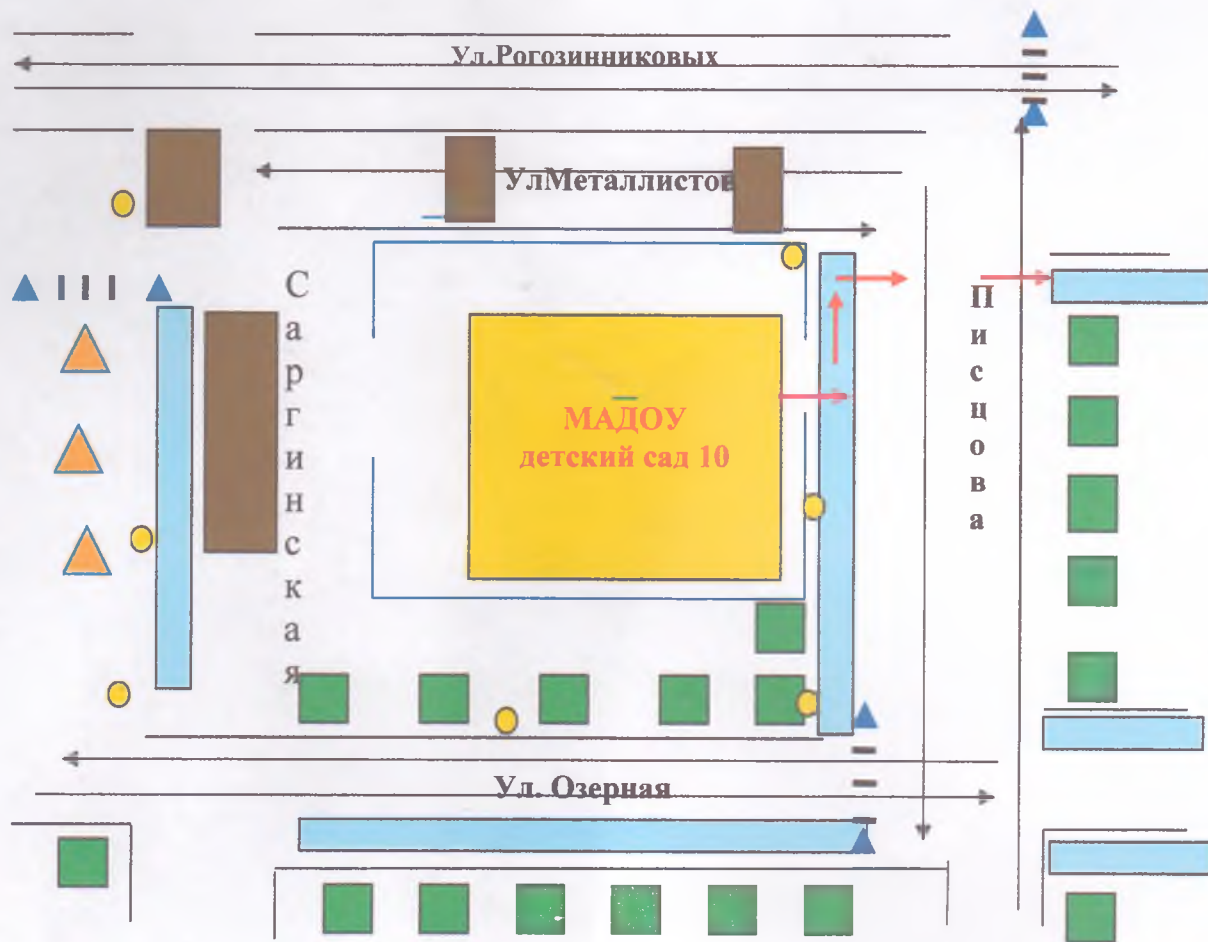 Ул.Рогозинниковых
УлМеталлистов
Саргинская
Писцова
МАДОУ
детский сад 10
Ул. Озерная